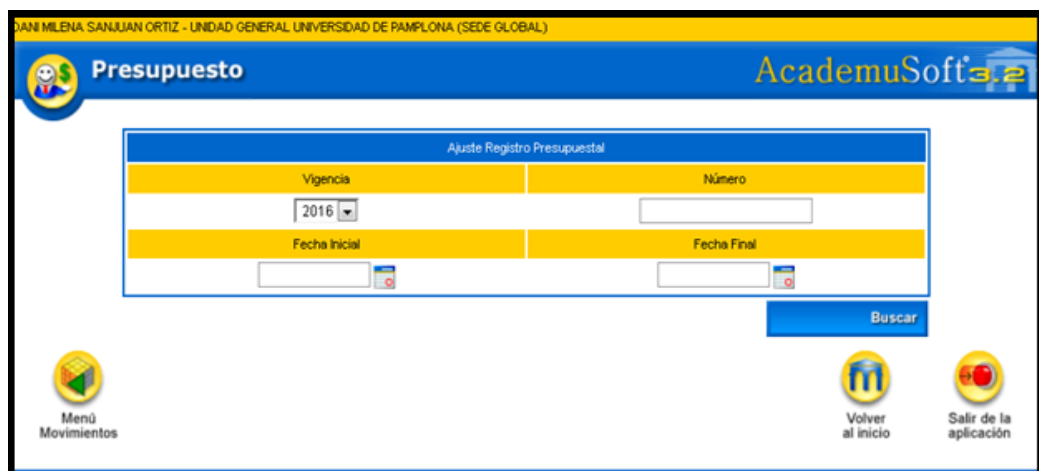 DANI MILENA SANJUAN ORTIZ - UNIDAD GENERAL UNIVERSIDAD DE PAMPLONA (SEDE GLOBAL)
Presupuesto
AcademuSoft 3.2
Ajuste Registro Presupuestal
Vigencia Número
2016
Fecha Inicial Fecha Final
Buscar
Menú
Movimientos
Volver
al inicio
Salir de la
aplicación